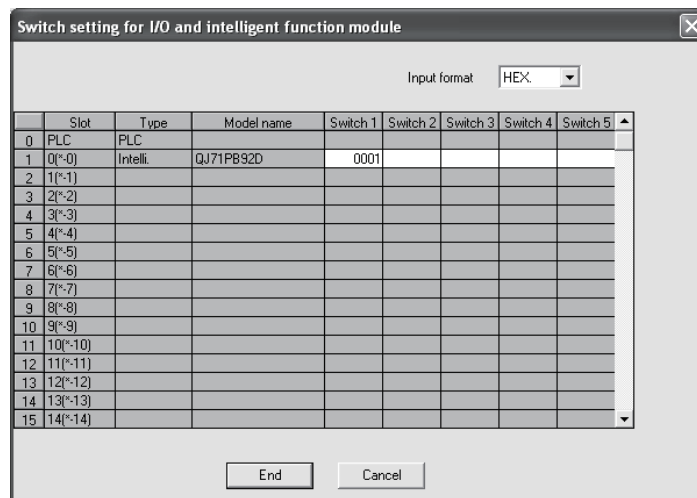 Switch setting for I/O and intelligent function module
Input format HEX.
Slot Type Model name Switch 1 Switch 2 Switch 3 Switch 4 Switch 5
0 PLC PLC
1 0(*-0) Intelli. QJ71PB92D 0001
2 1(*-1)
3 2(*-2)
4 3(*-3)
5 4(*-4)
6 5(*-5)
7 6(*-6)
8 7(*-7)
9 8(*-8)
10 9(*-9)
11 10(*-10)
12 11(*-11)
13 12(*-12)
14 13(*-13)
15 14(*-14)
End Cancel